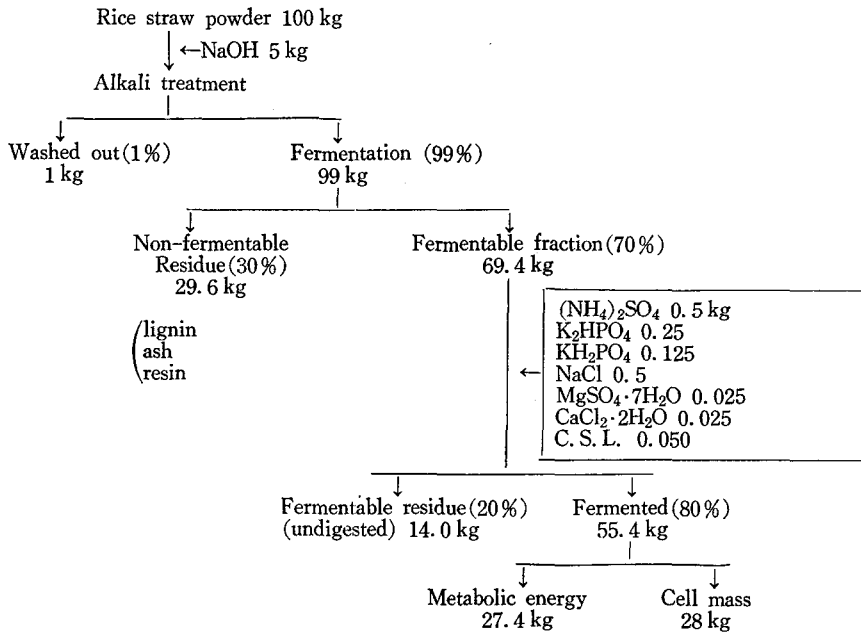 Rice straw powder 100 kg
←NaOH 5 kg
Alkali treatment
Washed out (1%)
1 kg
Fermentation (99%)
99 kg
Non-fermentable
Residue (30%)
29.6 kg
Fermentable fraction (70%)
69.4 kg
lignin
ash
resin
(NH₄)₂SO₄ 0.5 kg
K₂HPO₄ 0.25
KH₂PO₄ 0.125
NaCl 0.5
MgSO₄·7H₂O 0.025
CaCl₂·2H₂O 0.025
C. S. L. 0.050
Fermentable residue (20%)
(undigested) 14.0 kg
Fermented (80%)
55.4 kg
Metabolic energy
27.4 kg
Cell mass
28 kg